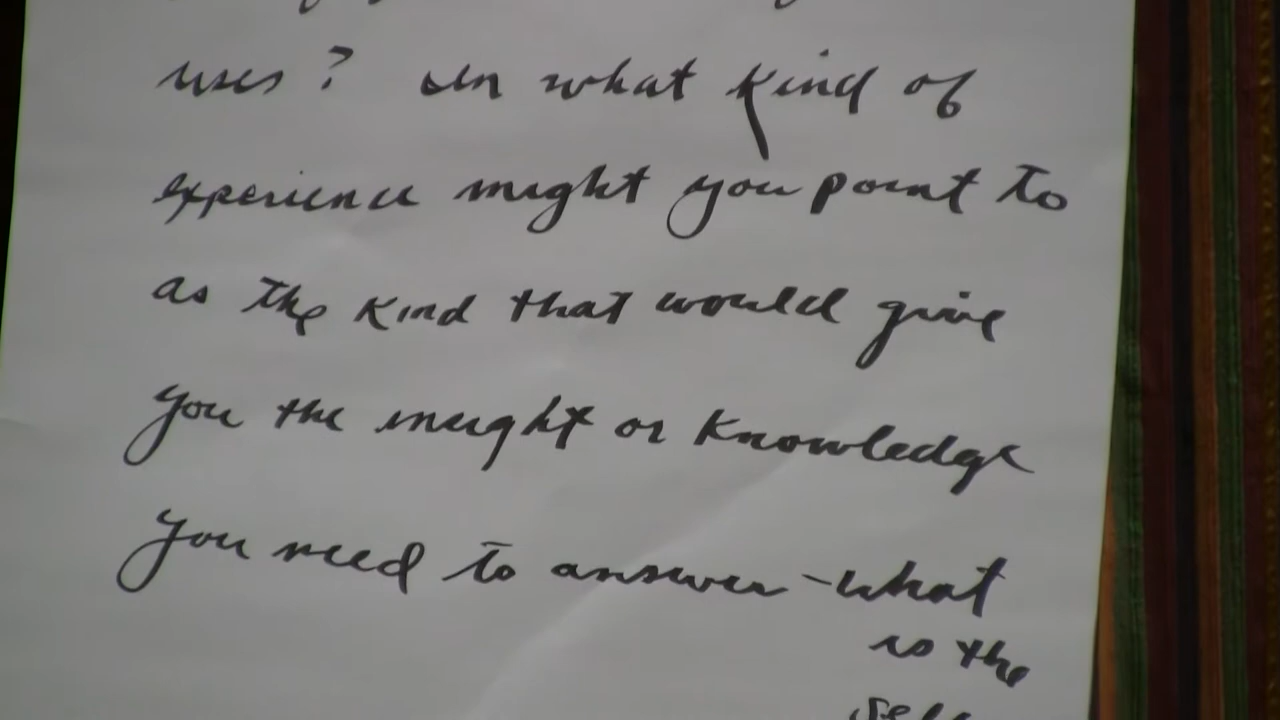 uses? In what kind of
experience might you point to
as the kind that would give
you the insight or knowledge
you need to answer - what
is the
self